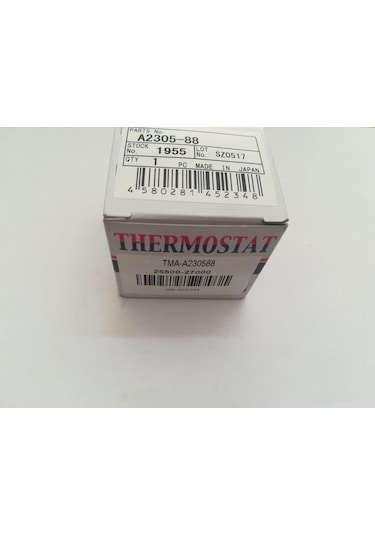 PARTS No.
A2305-88
STOCK No. 1955 LOT No. SZ0517
QTY 1 PC MADE IN JAPAN
4 580281 452348
THERMOSTAT
TMA-A230588
25500-27000